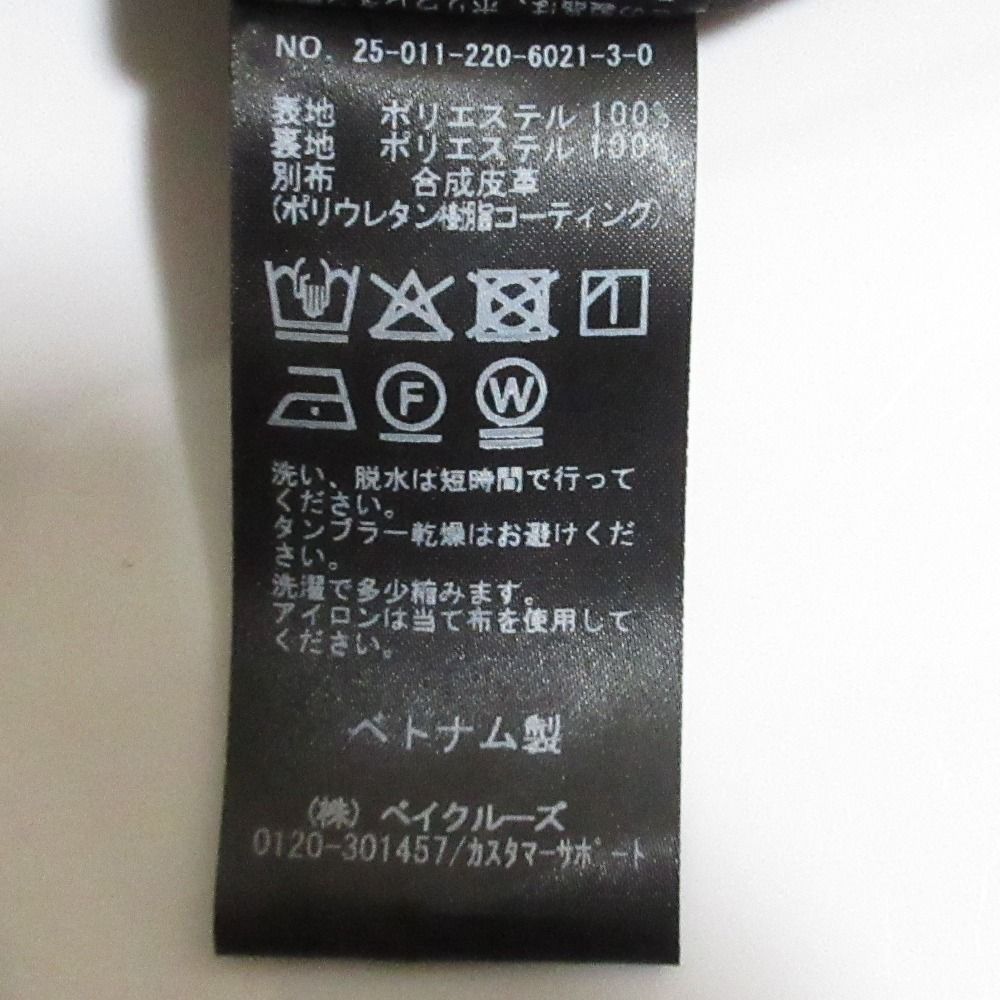 NO. 25-011-220-6021-3-0
表地 ポリエステル 100%
裏地 ポリエステル 100%
別布 合成皮革
(ポリウレタン樹脂コーティング)
F W
洗い、脱水は短時間で行って
ください。
タンブラー乾燥はお避けくだ
さい。
洗濯で多少縮みます。
アイロンは当て布を使用して
ください。
ベトナム製
(株) ベイクルーズ
0120-301457/カスタマーサポート